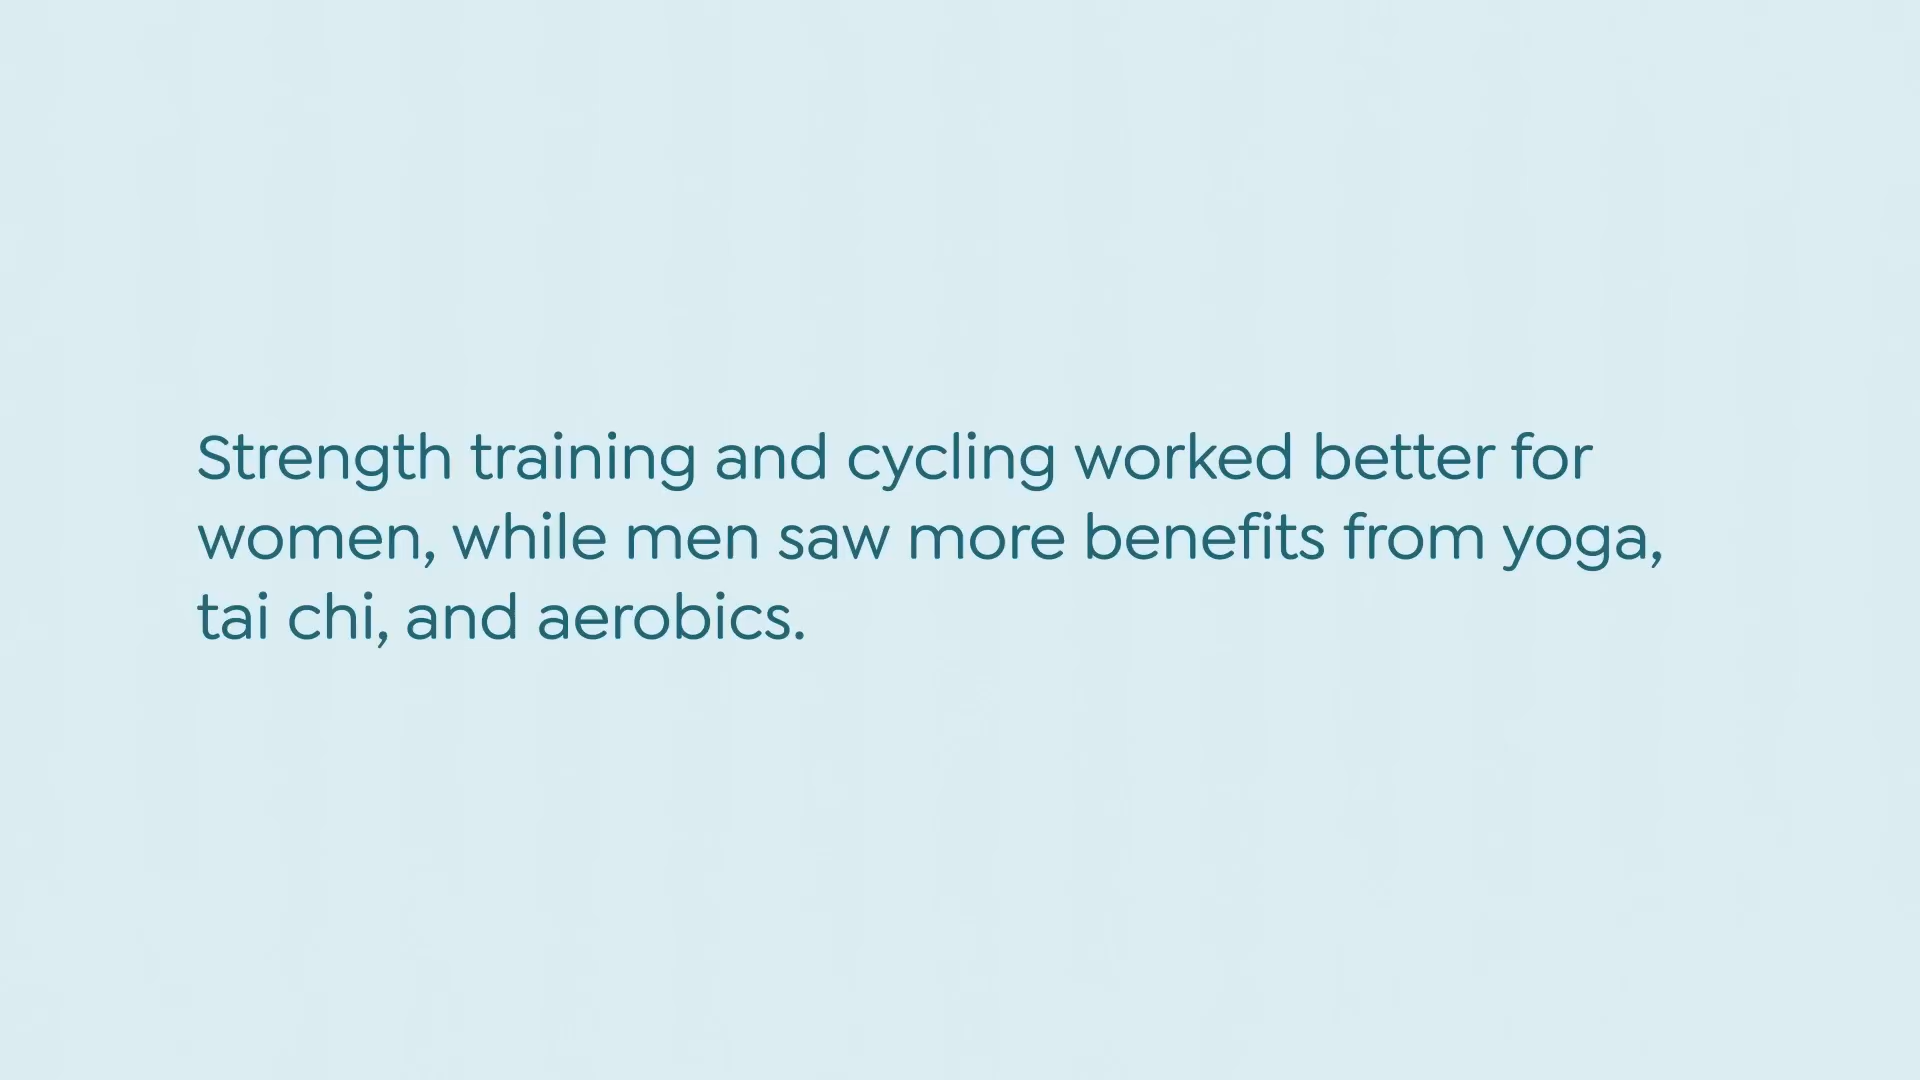 Strength training and cycling worked better for
women, while men saw more benefits from yoga,
tai chi, and aerobics.